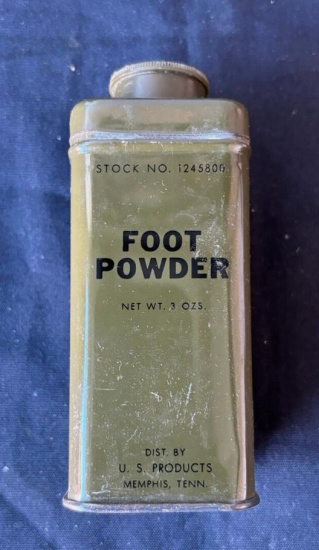 STOCK NO. 1245800
FOOT
POWDER
NET WT. 3 OZS.
DIST. BY
U. S. PRODUCTS
MEMPHIS, TENN.